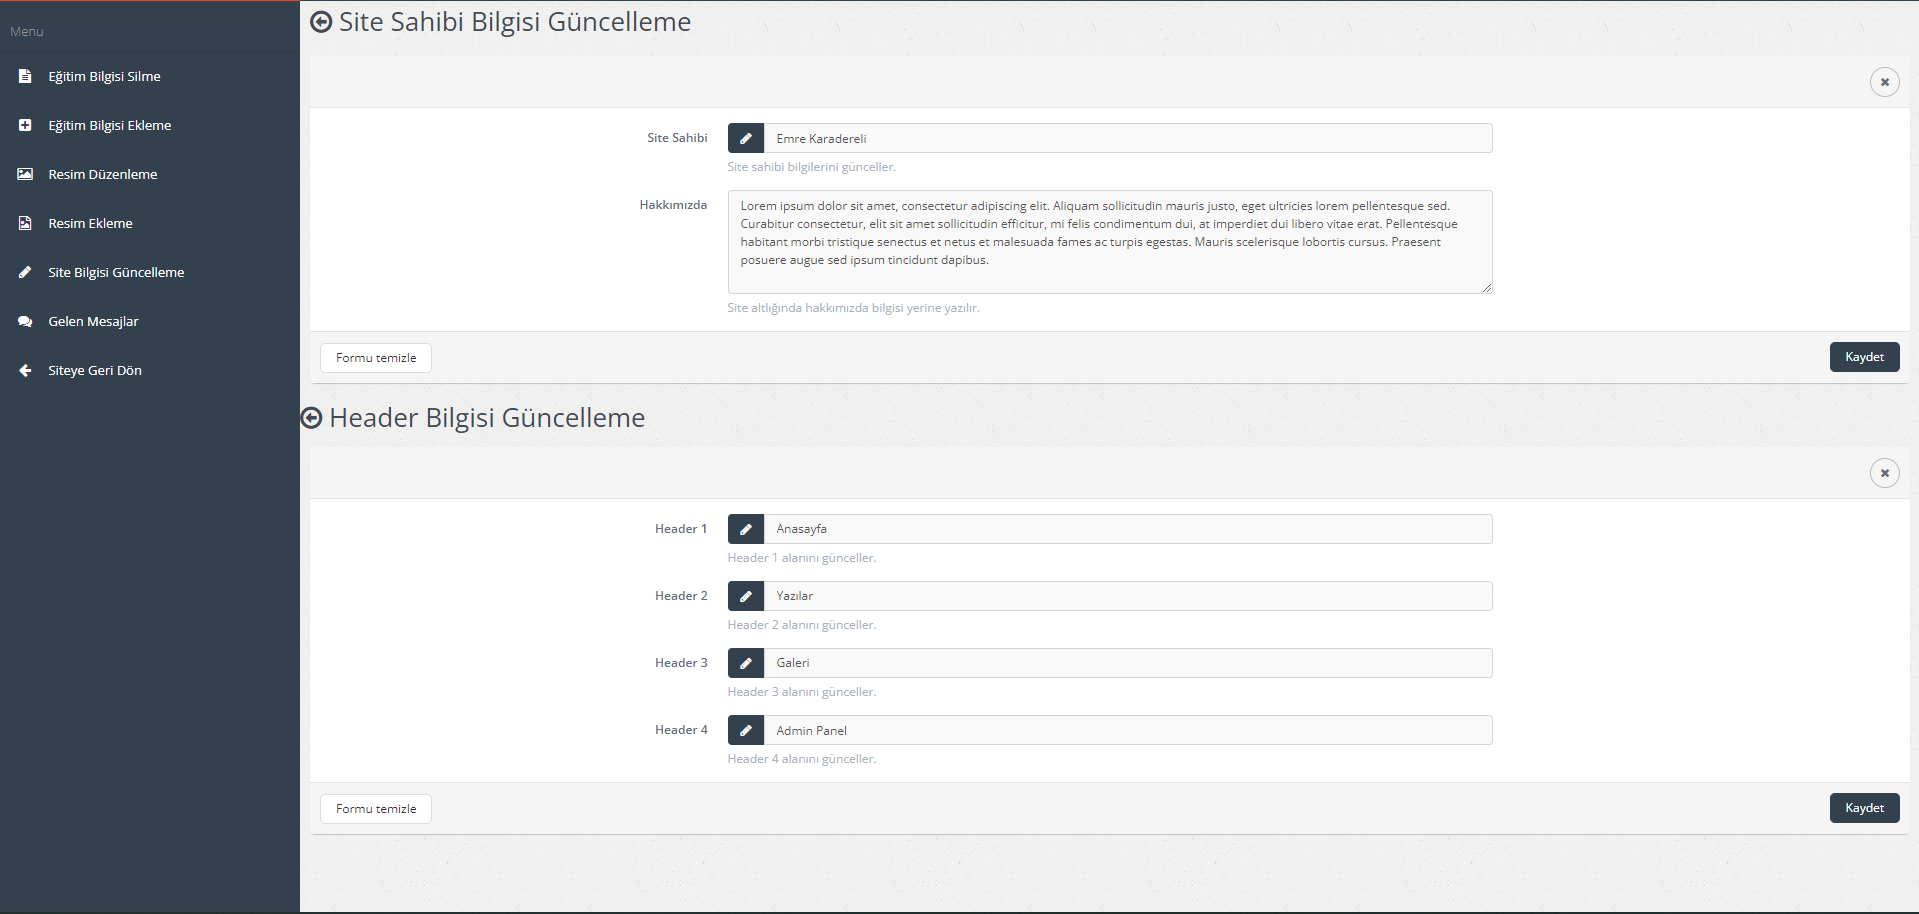 Menu
Eğitim Bilgisi Silme
Eğitim Bilgisi Ekleme
Resim Düzenleme
Resim Ekleme
Site Bilgisi Güncelleme
Gelen Mesajlar
Siteye Geri Dön
Site Sahibi Bilgisi Güncelleme
Site Sahibi
Emre Karadereli
Site sahibi bilgilerini günceller.
Hakkımızda
Lorem ipsum dolor sit amet, consectetur adipiscing elit. Aliquam sollicitudin mauris justo, eget ultricies lorem pellentesque sed.
Curabitur consectetur, elit sit amet sollicitudin efficitur, mi felis condimentum dui, at imperdiet dui libero vitae erat. Pellentesque
habitant morbi tristique senectus et netus et malesuada fames ac turpis egestas. Mauris scelerisque lobortis cursus. Praesent
posuere augue sed ipsum tincidunt dapibus.
Site altlığında hakkımızda bilgisi yerine yazılır.
Formu temizle
Kaydet
Header Bilgisi Güncelleme
Header 1
Anasayfa
Header 1 alanını günceller.
Header 2
Yazılar
Header 2 alanını günceller.
Header 3
Galeri
Header 3 alanını günceller.
Header 4
Admin Panel
Header 4 alanını günceller.
Formu temizle
Kaydet